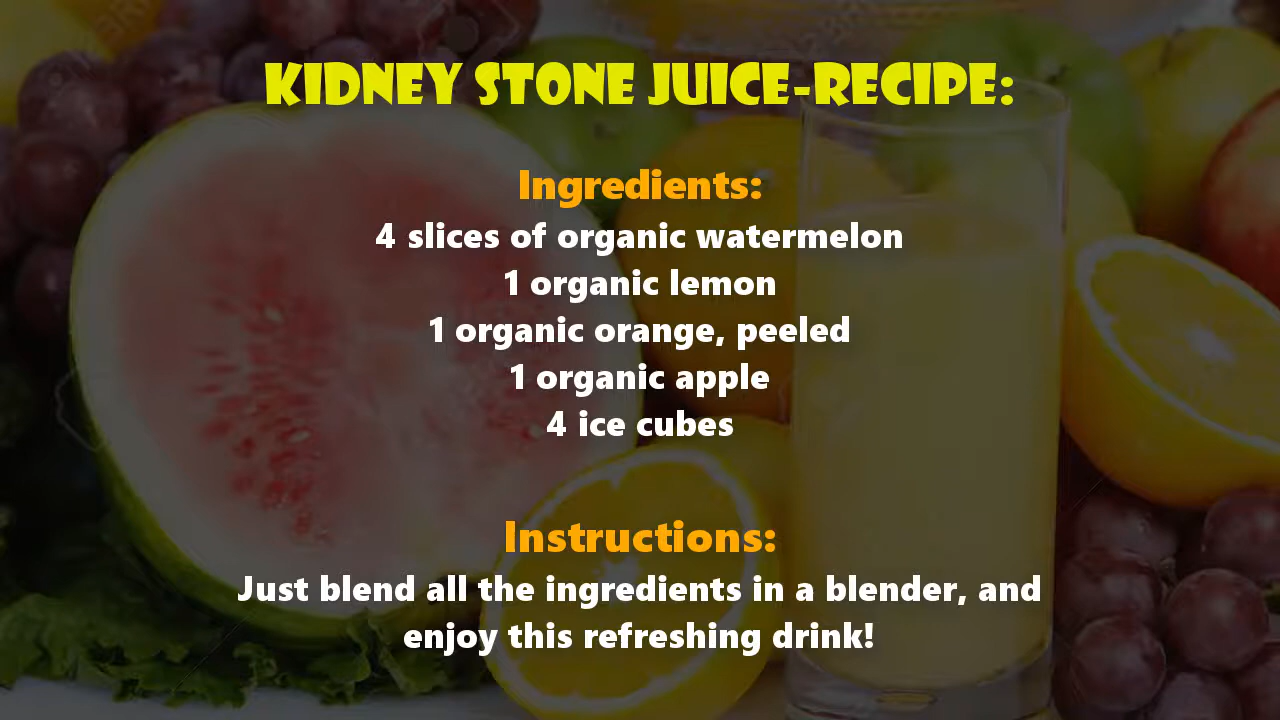 KIDNEY STONE JUICE-RECIPE:
Ingredients:
4 slices of organic watermelon
1 organic lemon
1 organic orange, peeled
1 organic apple
4 ice cubes
Instructions:
Just blend all the ingredients in a blender, and
enjoy this refreshing drink!